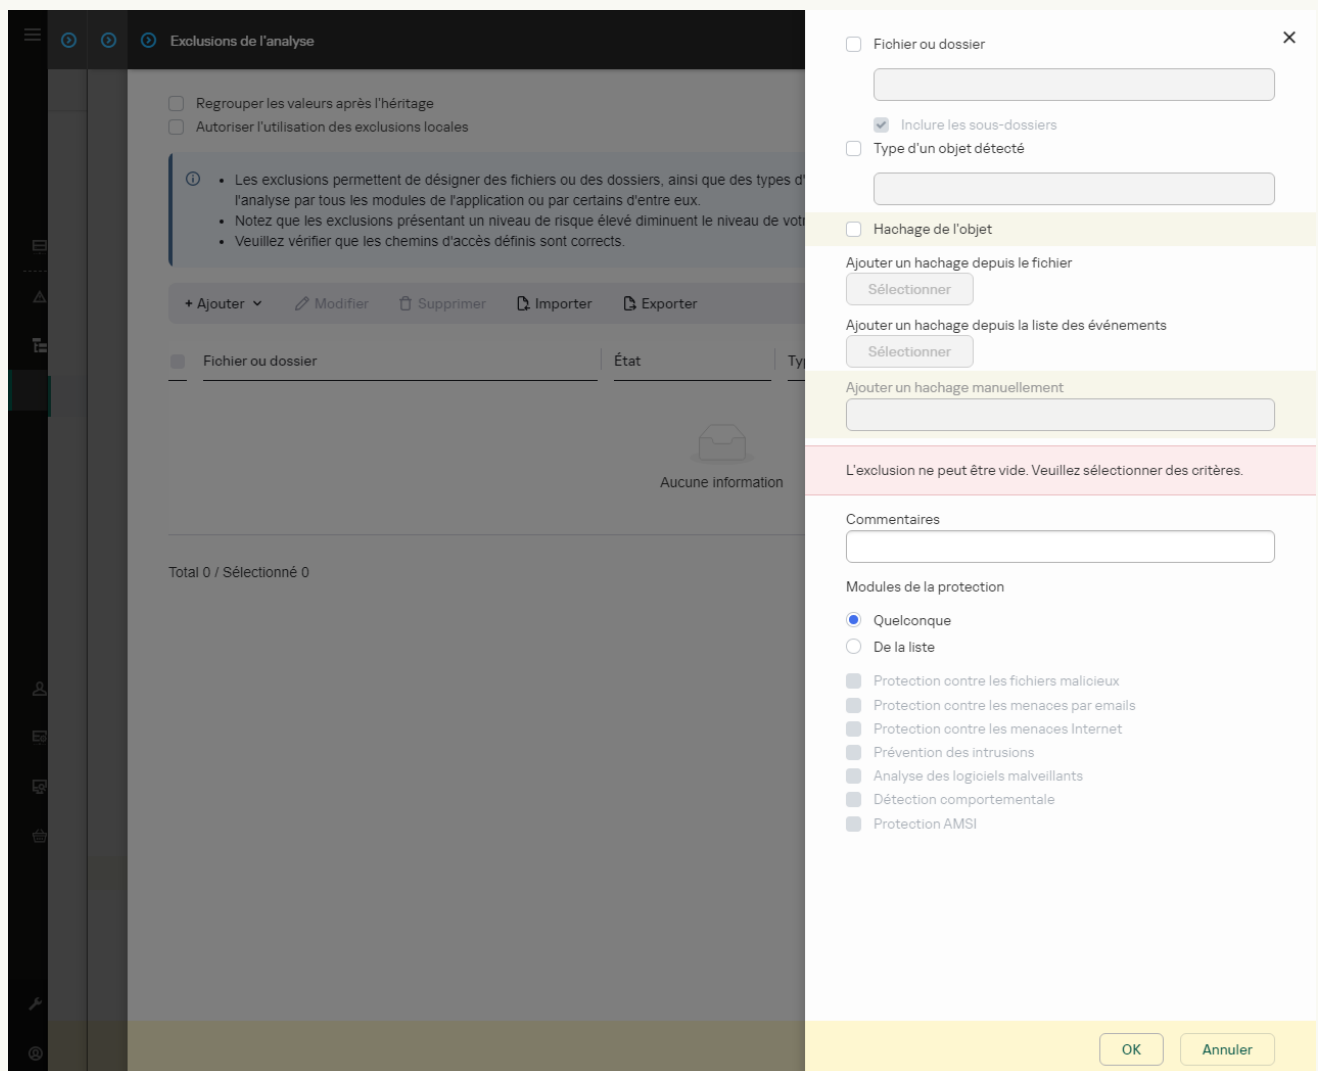 Exclusions de l'analyse
Regrouper les valeurs après l'héritage
Autoriser l'utilisation des exclusions locales
Les exclusions permettent de désigner des fichiers ou des dossiers, ainsi que des types d'
l'analyse par tous les modules de l'application ou par certains d'entre eux.
Notez que les exclusions présentant un niveau de risque élevé diminuent le niveau de votr
Veuillez vérifier que les chemins d'accès définis sont corrects.
+ Ajouter Modifier Supprimer Importer Exporter
Fichier ou dossier État Typ
Aucune information
Total 0 / Sélectionné 0
Fichier ou dossier
Inclure les sous-dossiers
Type d'un objet détecté
Hachage de l'objet
Ajouter un hachage depuis le fichier
Sélectionner
Ajouter un hachage depuis la liste des événements
Sélectionner
Ajouter un hachage manuellement
L'exclusion ne peut être vide. Veuillez sélectionner des critères.
Commentaires
Modules de la protection
Quelconque
De la liste
Protection contre les fichiers malicieux
Protection contre les menaces par emails
Protection contre les menaces Internet
Prévention des intrusions
Analyse des logiciels malveillants
Détection comportementale
Protection AMSI
OK Annuler